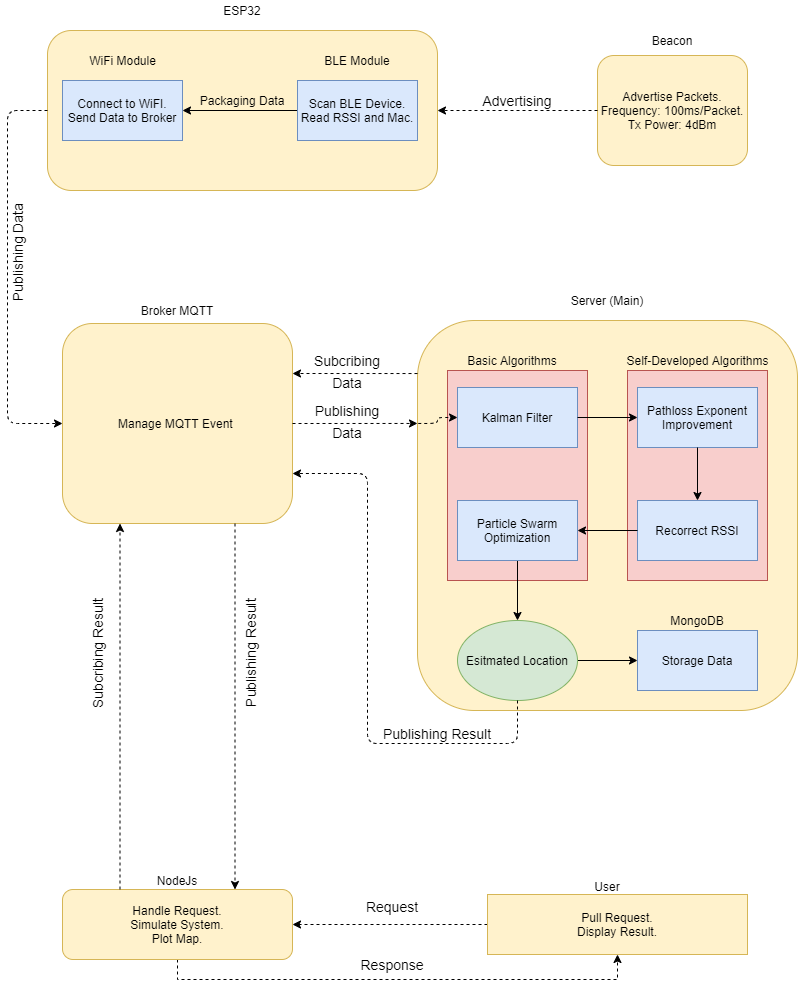 ESP32
WiFi Module
BLE Module
Beacon
Connect to WiFI.
Send Data to Broker
Packaging Data
Scan BLE Device.
Read RSSI and Mac.
Advertising
Advertise Packets.
Frequency: 100ms/Packet.
Tx Power: 4dBm
Publishing Data
Broker MQTT
Manage MQTT Event
Subcribing
Data
Publishing
Data
Server (Main)
Basic Algorithms
Self-Developed Algorithms
Kalman Filter
Pathloss Exponent
Improvement
Particle Swarm
Optimization
Recorrect RSSI
Esitmated Location
MongoDB
Storage Data
Publishing Result
Subcribing Result
Publishing Result
NodeJs
Handle Request.
Simulate System.
Plot Map.
Request
Response
User
Pull Request.
Display Result.